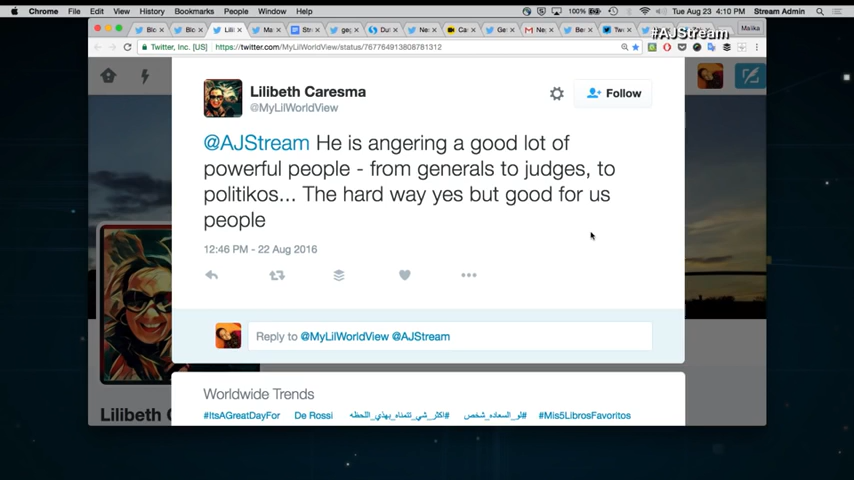 Chrome File Edit View History Bookmarks People Window Help 100% Tue Aug 23 4:10 PM Stream Admin
#AJStream
Malika
Twitter, Inc. [US] https://twitter.com/MyLilWorldView/status/767764913808781312
Lilibeth Caresma
@MyLilWorldView
Follow
@AJStream He is angering a good lot of
powerful people - from generals to judges, to
politikos... The hard way yes but good for us
people
12:46 PM - 22 Aug 2016
Reply to @MyLilWorldView @AJStream
Worldwide Trends
Lilibeth
#ItsAGreatDayFor De Rossi #اكثر_شي_تتمناه_بهذي_اللحظه #لو_السعاده_شخص #Mis5LibrosFavoritos